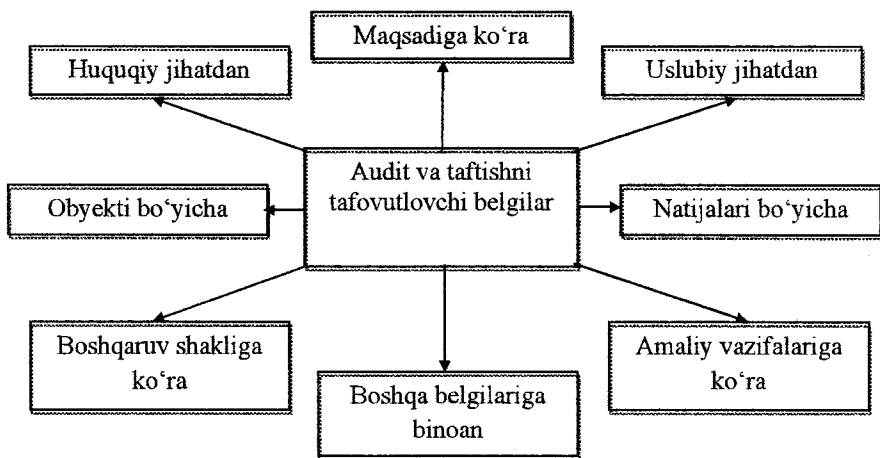 Maqsadiga ko‘ra
Huquqiy jihatdan
Uslubiy jihatdan
Audit va taftishni
tafovutlovchi belgilar
Obyekti bo‘yicha
Natijalari bo‘yicha
Boshqaruv shakliga
ko‘ra
Amaliy vazifalariga
ko‘ra
Boshqa belgilariga
binoan